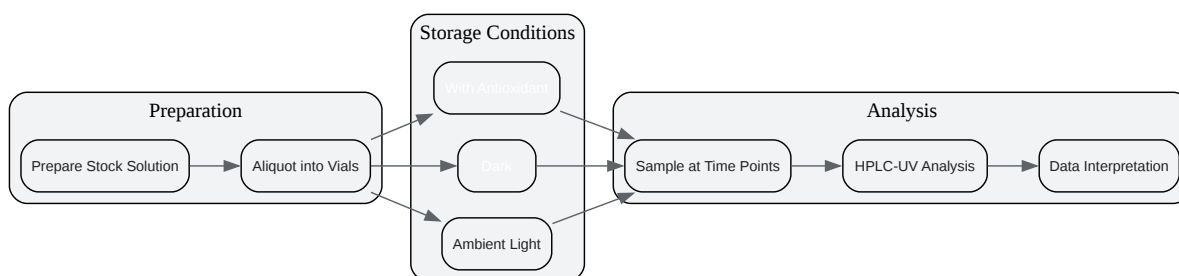 Storage Conditions
With Antioxidant
Preparation
Analysis
Prepare Stock Solution
Aliquot into Vials
Dark
Sample at Time Points
HPLC-UV Analysis
Data Interpretation
Ambient Light